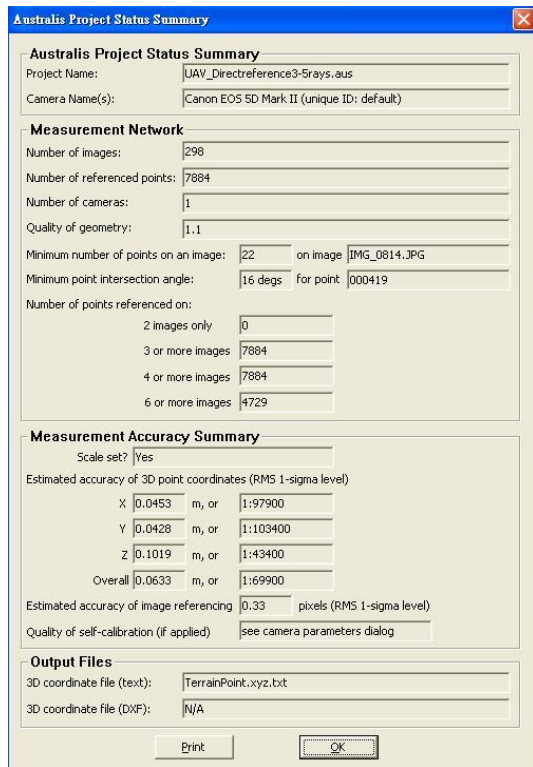 Australis Project Status Summary
Australis Project Status Summary
Project Name: UAV_Directreference3-5rays.aus
Camera Name(s): Canon EOS 5D Mark II (unique ID: default)
Measurement Network
Number of images: 298
Number of referenced points: 7884
Number of cameras: 1
Quality of geometry: 1.1
Minimum number of points on an image: 22 on image IMG_0814.JPG
Minimum point intersection angle: 16 degs for point 000419
Number of points referenced on:
2 images only 0
3 or more images 7884
4 or more images 7884
6 or more images 4729
Measurement Accuracy Summary
Scale set? Yes
Estimated accuracy of 3D point coordinates (RMS 1-sigma level)
X 0.0453 m, or 1:97900
Y 0.0428 m, or 1:103400
Z 0.1019 m, or 1:43400
Overall 0.0633 m, or 1:69900
Estimated accuracy of image referencing 0.33 pixels (RMS 1-sigma level)
Quality of self-calibration (if applied) see camera parameters dialog
Output Files
3D coordinate file (text): TerrainPoint.xyz.txt
3D coordinate file (DXF): N/A
Print OK